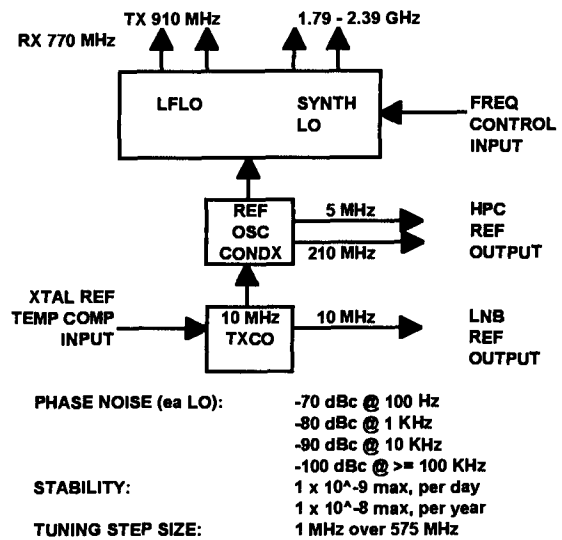 TX 910 MHz
1.79 - 2.39 GHz
RX 770 MHz
LFLO
SYNTH
LO
FREQ
CONTROL
INPUT
REF
OSC
CONDX
5 MHz
210 MHz
HPC
REF
OUTPUT
XTAL REF
TEMP COMP
INPUT
10 MHz
TXCO
10 MHz
LNB
REF
OUTPUT
PHASE NOISE (ea LO): -70 dBc @ 100 Hz
-80 dBc @ 1 KHz
-90 dBc @ 10 KHz
-100 dBc @ >= 100 KHz
STABILITY: 1 x 10^-9 max, per day
1 x 10^-8 max, per year
TUNING STEP SIZE: 1 MHz over 575 MHz